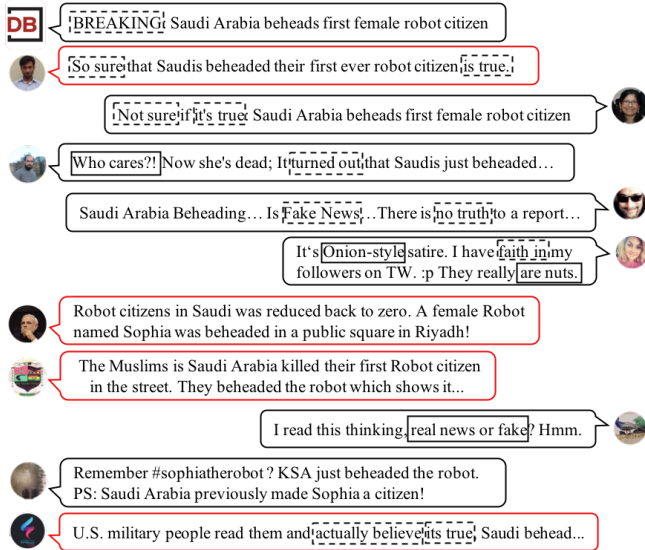 DB
BREAKING: Saudi Arabia beheads first female robot citizen
So sure that Saudis beheaded their first ever robot citizen is true.
Not sure if it's true: Saudi Arabia beheads first female robot citizen
Who cares?! Now she's dead; It turned out that Saudis just beheaded…
Saudi Arabia Beheading… Is Fake News …There is no truth to a report…
It‘s Onion-style satire. I have faith in my
followers on TW. :p They really are nuts.
Robot citizens in Saudi was reduced back to zero. A female Robot
named Sophia was beheaded in a public square in Riyadh!
The Muslims is Saudi Arabia killed their first Robot citizen
in the street. They beheaded the robot which shows it...
I read this thinking, real news or fake? Hmm.
Remember #sophiatherobot ? KSA just beheaded the robot.
PS: Saudi Arabia previously made Sophia a citizen!
U.S. military people read them and actually believe its true, Saudi behead...